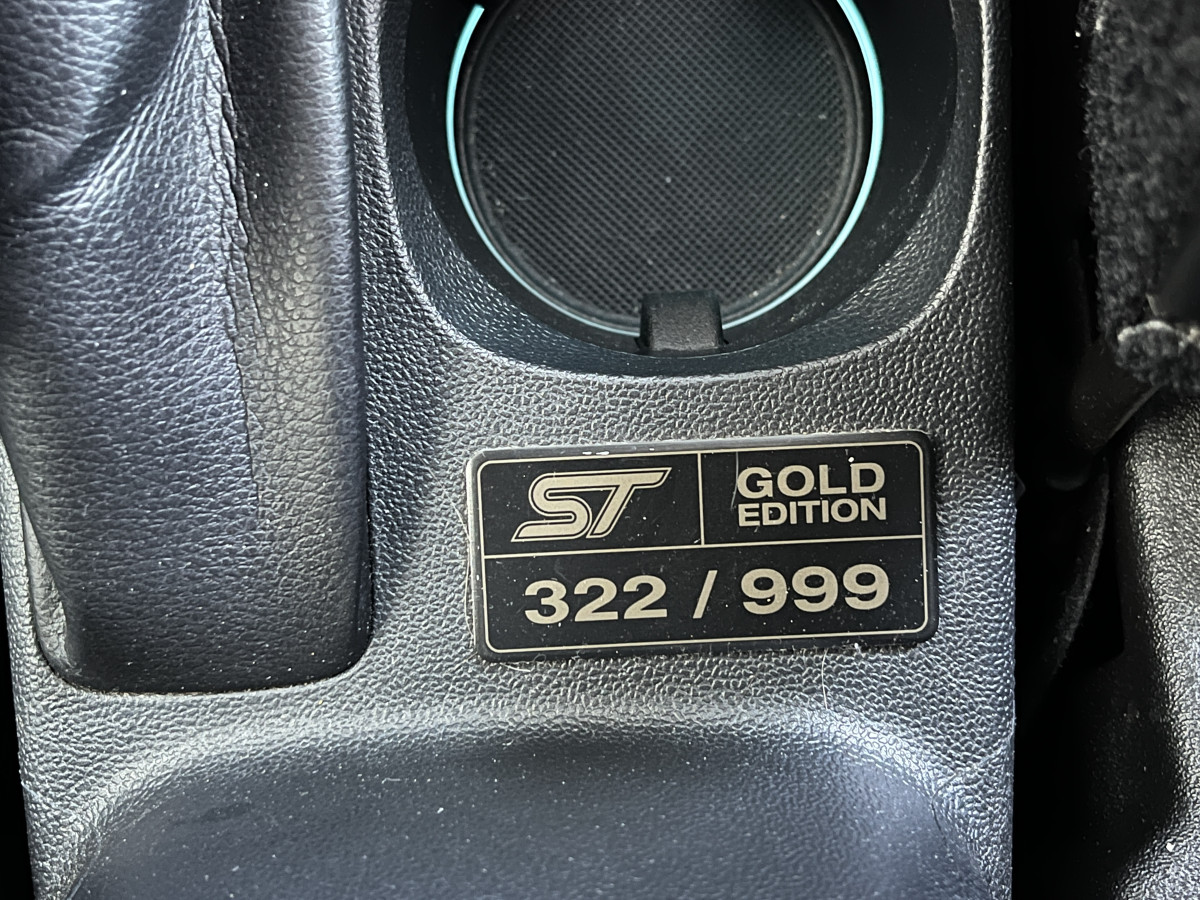 ST
GOLD
EDITION
322 / 999